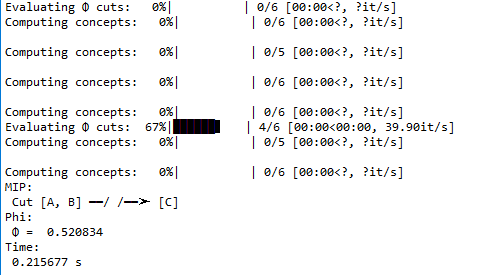 Evaluating Φ cuts:   0%|          | 0/6 [00:00<?, ?it/s]
Computing concepts:   0%|          | 0/6 [00:00<?, ?it/s]
Computing concepts:   0%|          | 0/5 [00:00<?, ?it/s]
Computing concepts:   0%|          | 0/6 [00:00<?, ?it/s]
Computing concepts:   0%|          | 0/6 [00:00<?, ?it/s]
Evaluating Φ cuts:  67%|██████▋   | 4/6 [00:00<00:00, 39.90it/s]
Computing concepts:   0%|          | 0/5 [00:00<?, ?it/s]
Computing concepts:   0%|          | 0/6 [00:00<?, ?it/s]
MIP:
Cut [A, B] ━━/ /━━➤ [C]
Phi:
Φ =  0.520834
Time:
0.215677 s